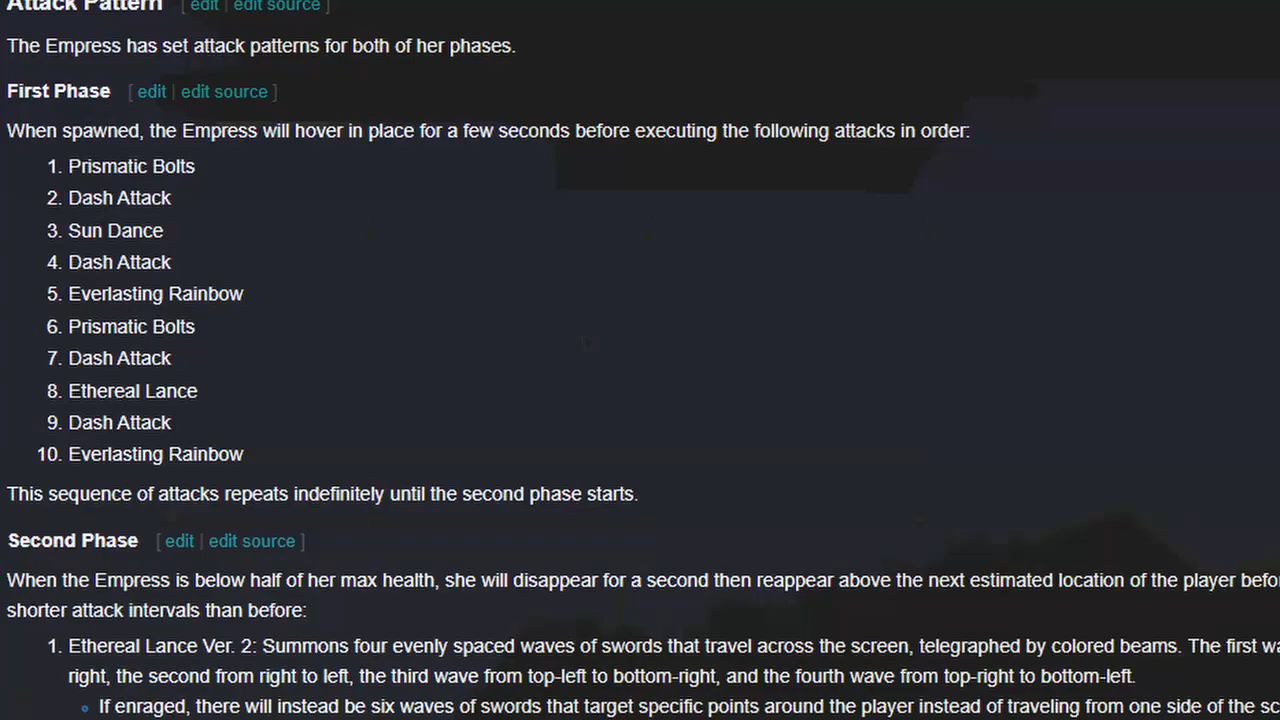 Attack Pattern [ edit | edit source ]
The Empress has set attack patterns for both of her phases.
First Phase [ edit | edit source ]
When spawned, the Empress will hover in place for a few seconds before executing the following attacks in order:
1. Prismatic Bolts
2. Dash Attack
3. Sun Dance
4. Dash Attack
5. Everlasting Rainbow
6. Prismatic Bolts
7. Dash Attack
8. Ethereal Lance
9. Dash Attack
10. Everlasting Rainbow
This sequence of attacks repeats indefinitely until the second phase starts.
Second Phase [ edit | edit source ]
When the Empress is below half of her max health, she will disappear for a second then reappear above the next estimated location of the player befo
shorter attack intervals than before:
1. Ethereal Lance Ver. 2: Summons four evenly spaced waves of swords that travel across the screen, telegraphed by colored beams. The first wa
right, the second from right to left, the third wave from top-left to bottom-right, and the fourth wave from top-right to bottom-left.
If enraged, there will instead be six waves of swords that target specific points around the player instead of traveling from one side of the sc